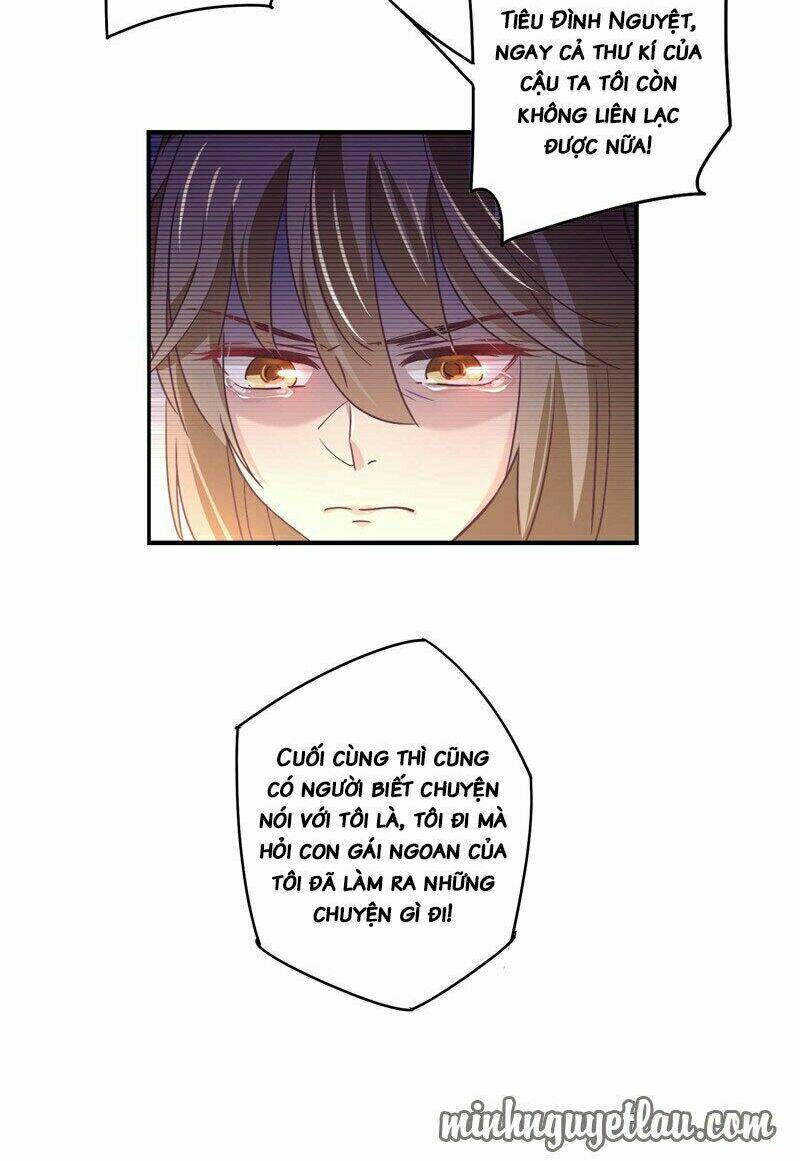 TIÊU ĐÌNH NGUYỆT,
NGAY CẢ THƯ KÍ CỦA
CẬU TA TÔI CÒN
KHÔNG LIÊN LẠC
ĐƯỢC NỮA!
CUỐI CÙNG THÌ CŨNG
CÓ NGƯỜI BIẾT CHUYỆN
NÓI VỚI TÔI LÀ, TÔI ĐI MÀ
HỎI CON GÁI NGOAN CỦA
TÔI ĐÃ LÀM RA NHỮNG
CHUYỆN GÌ ĐI!
minhnguyetlau.com